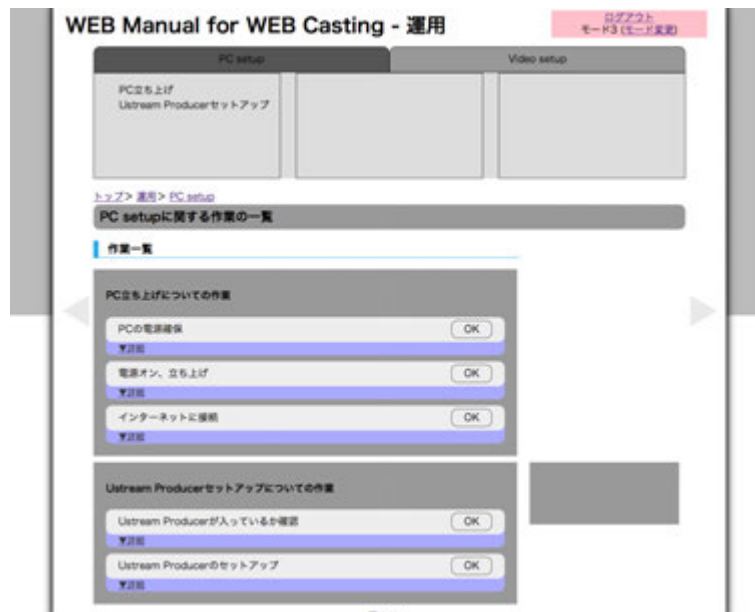 WEB Manual for WEB Casting - 運用
ログアウト
モード3 (モード変更)
PC setup
Video setup
PC立ち上げ
Ustream Producerセットアップ
トップ> 運用> PC setup
PC setupに関する作業の一覧
作業一覧
PC立ち上げについての作業
PCの電源確保
OK
▼詳細
電源オン、立ち上げ
OK
▼詳細
インターネットに接続
OK
▼詳細
Ustream Producerセットアップについての作業
Ustream Producerが入っているか確認
OK
▼詳細
Ustream Producerのセットアップ
OK
▼詳細